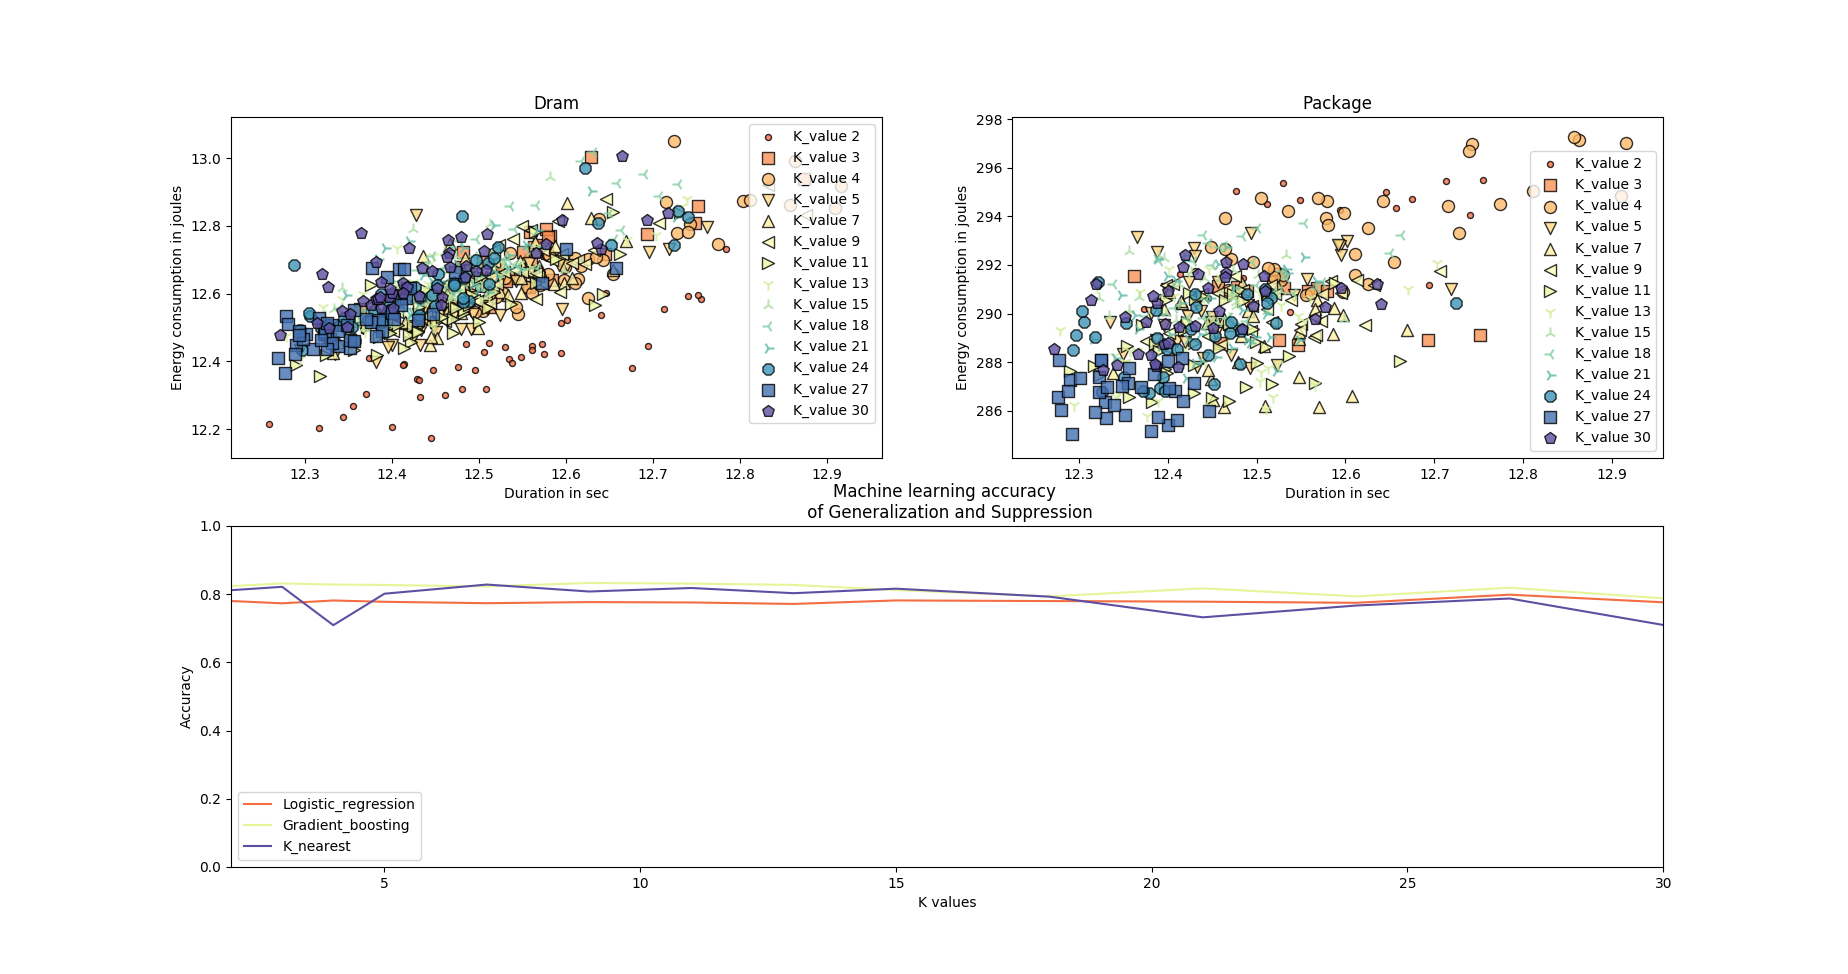 Dram
Energy consumption in joules
13.0
12.8
12.6
12.4
12.2
12.3
12.4
12.5
12.6
12.7
12.8
12.9
Duration in sec
K_value 2
K_value 3
K_value 4
K_value 5
K_value 7
K_value 9
K_value 11
K_value 13
K_value 15
K_value 18
K_value 21
K_value 24
K_value 27
K_value 30
Package
Energy consumption in joules
298
296
294
292
290
288
286
12.3
12.4
12.5
12.6
12.7
12.8
12.9
Duration in sec
K_value 2
K_value 3
K_value 4
K_value 5
K_value 7
K_value 9
K_value 11
K_value 13
K_value 15
K_value 18
K_value 21
K_value 24
K_value 27
K_value 30
Machine learning accuracy
of Generalization and Suppression
Accuracy
1.0
0.8
0.6
0.4
0.2
0.0
Logistic_regression
Gradient_boosting
K_nearest
5
10
15
20
25
30
K values